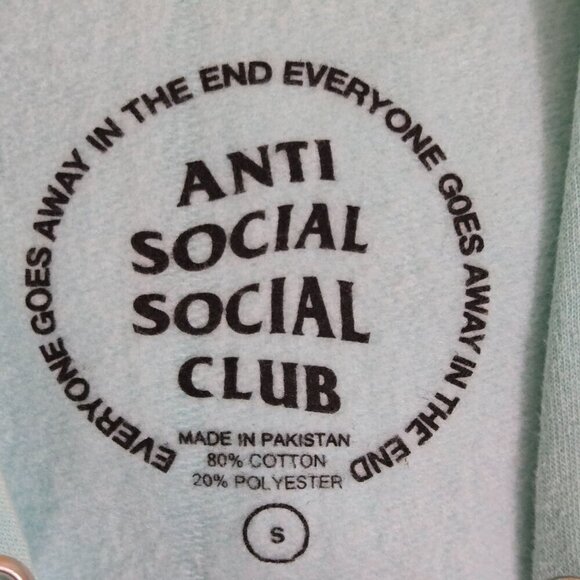 EVERYONE GOES AWAY IN THE END EVERYONE GOES AWAY IN THE END
ANTI
SOCIAL
SOCIAL
CLUB
MADE IN PAKISTAN
80% COTTON
20% POLYESTER
S